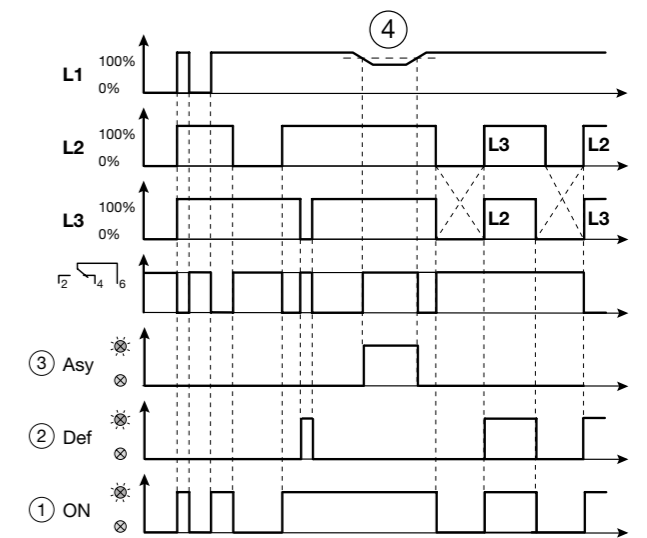 4
L1 100%
0%
L2 100%
0%
L3 L2
L3 100%
0%
L2 L3
2 4 6
3 Asy
2 Def
1 ON